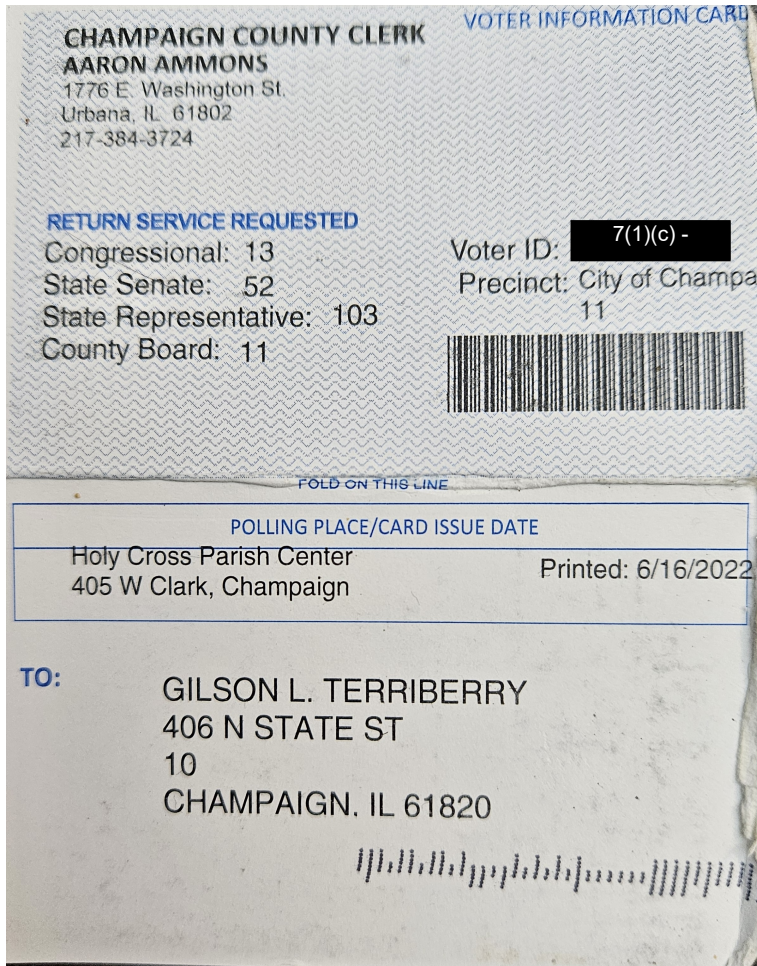 VOTER INFORMATION CARD
CHAMPAIGN COUNTY CLERK
AARON AMMONS
1776 E. Washington St.
Urbana, IL 61802
217-384-3724
RETURN SERVICE REQUESTED
Congressional: 13
State Senate: 52
State Representative: 103
County Board: 11
Voter ID: 7(1)(c) -
Precinct: City of Champa
11
FOLD ON THIS LINE
POLLING PLACE/CARD ISSUE DATE
Holy Cross Parish Center
405 W Clark, Champaign
Printed: 6/16/2022
TO:
GILSON L. TERRIBERRY
406 N STATE ST
10
CHAMPAIGN, IL 61820